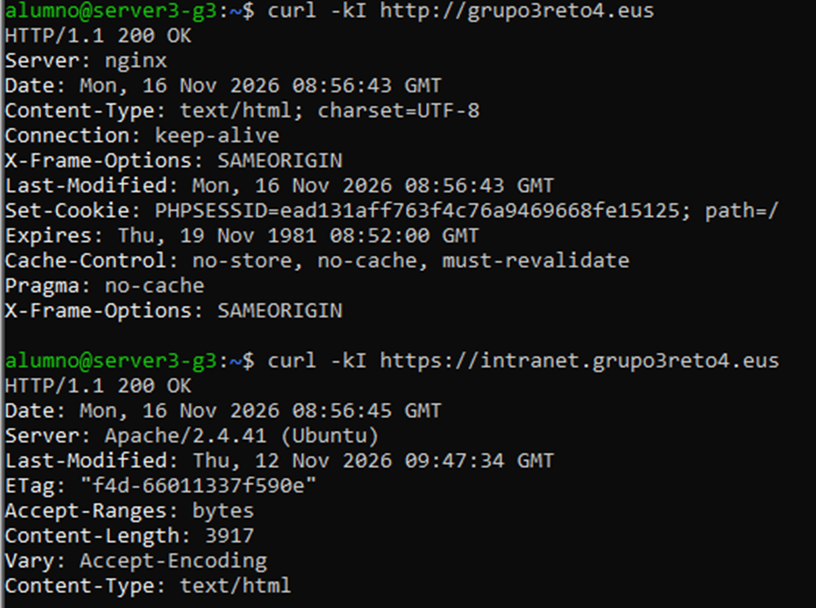 alumno@server3-g3:~$ curl -kI http://grupo3reto4.eus
HTTP/1.1 200 OK
Server: nginx
Date: Mon, 16 Nov 2026 08:56:43 GMT
Content-Type: text/html; charset=UTF-8
Connection: keep-alive
X-Frame-Options: SAMEORIGIN
Last-Modified: Mon, 16 Nov 2026 08:56:43 GMT
Set-Cookie: PHPSESSID=ead131aff763f4c76a9469668fe15125; path=/
Expires: Thu, 19 Nov 1981 08:52:00 GMT
Cache-Control: no-store, no-cache, must-revalidate
Pragma: no-cache
X-Frame-Options: SAMEORIGIN
alumno@server3-g3:~$ curl -kI https://intranet.grupo3reto4.eus
HTTP/1.1 200 OK
Date: Mon, 16 Nov 2026 08:56:45 GMT
Server: Apache/2.4.41 (Ubuntu)
Last-Modified: Thu, 12 Nov 2026 09:47:34 GMT
ETag: "f4d-66011337f590e"
Accept-Ranges: bytes
Content-Length: 3917
Vary: Accept-Encoding
Content-Type: text/html